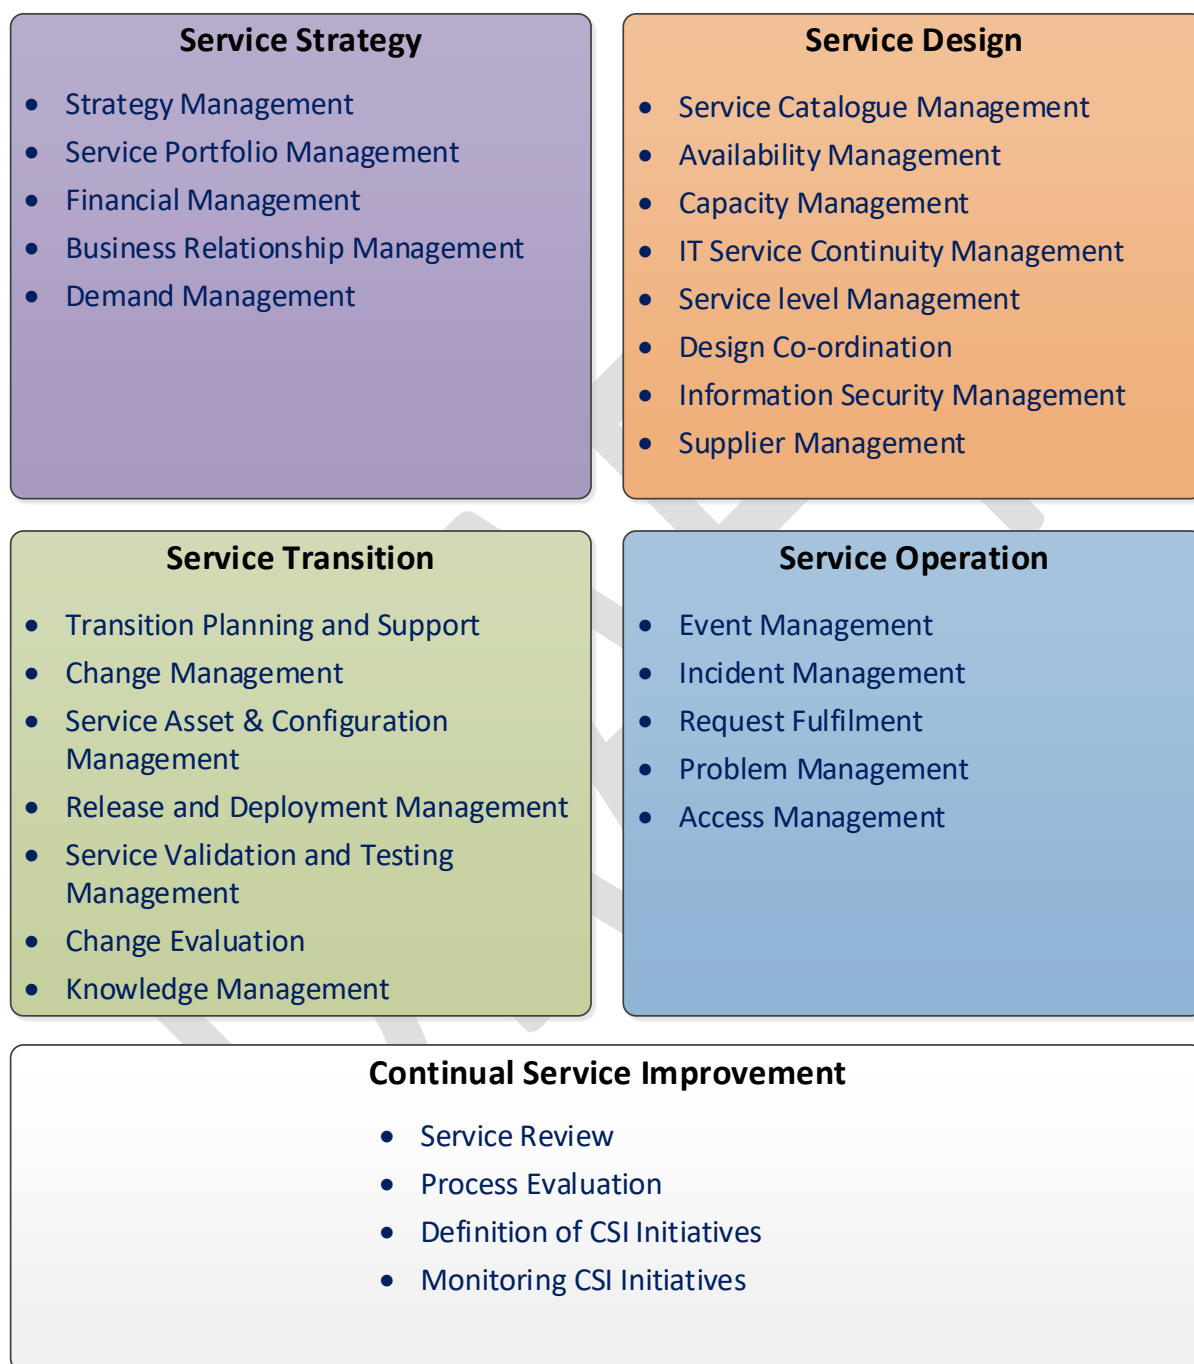 Service Strategy
• Strategy Management
• Service Portfolio Management
• Financial Management
• Business Relationship Management
• Demand Management
Service Design
• Service Catalogue Management
• Availability Management
• Capacity Management
• IT Service Continuity Management
• Service level Management
• Design Co-ordination
• Information Security Management
• Supplier Management
Service Transition
• Transition Planning and Support
• Change Management
• Service Asset & Configuration
Management
• Release and Deployment Management
• Service Validation and Testing
Management
• Change Evaluation
• Knowledge Management
Service Operation
• Event Management
• Incident Management
• Request Fulfilment
• Problem Management
• Access Management
Continual Service Improvement
• Service Review
• Process Evaluation
• Definition of CSI Initiatives
• Monitoring CSI Initiatives